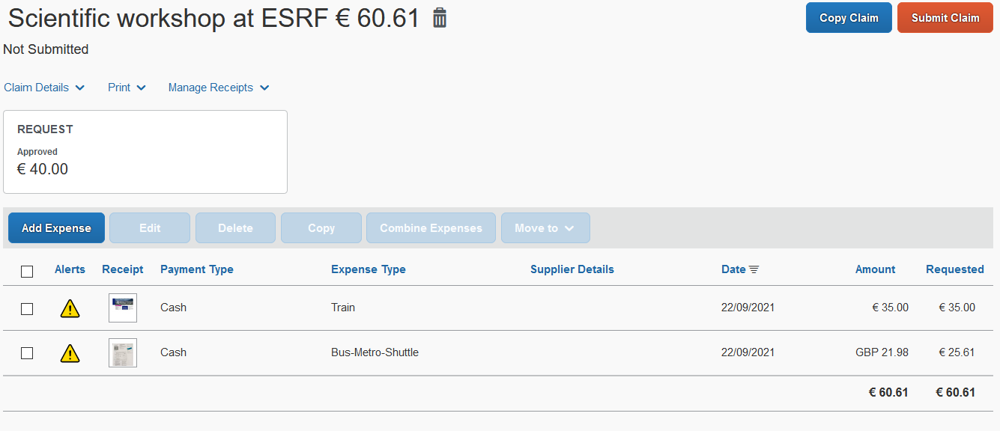 Scientific workshop at ESRF € 60.61
Copy Claim
Submit Claim
Not Submitted
Claim Details
Print
Manage Receipts
REQUEST
Approved
€ 40.00
Add Expense
Edit
Delete
Copy
Combine Expenses
Move to
Alerts Receipt Payment Type Expense Type Supplier Details Date Amount Requested
Cash Train 22/09/2021 € 35.00 € 35.00
Cash Bus-Metro-Shuttle 22/09/2021 GBP 21.98 € 25.61
€ 60.61 € 60.61